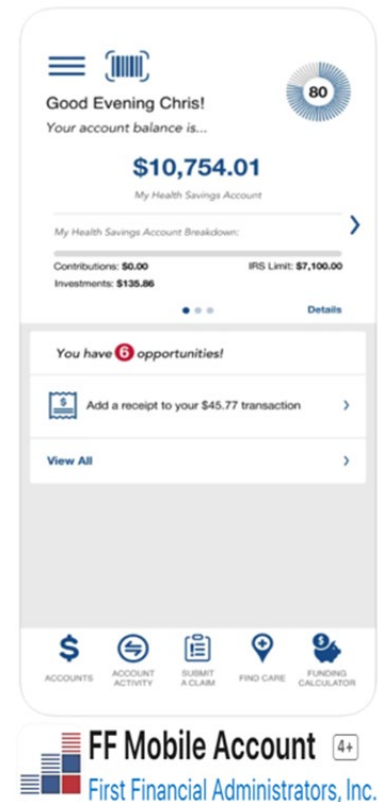 80
Good Evening Chris!
Your account balance is...
$10,754.01
My Health Savings Account
My Health Savings Account Breakdown:
Contributions: $0.00 IRS Limit: $7,100.00
Investments: $135.86
Details
You have 6 opportunities!
$ Add a receipt to your $45.77 transaction
View All
ACCOUNTS
ACCOUNT ACTIVITY
SUBMIT A CLAIM
FIND CARE
FUNDING CALCULATOR
FF Mobile Account 4+
First Financial Administrators, Inc.